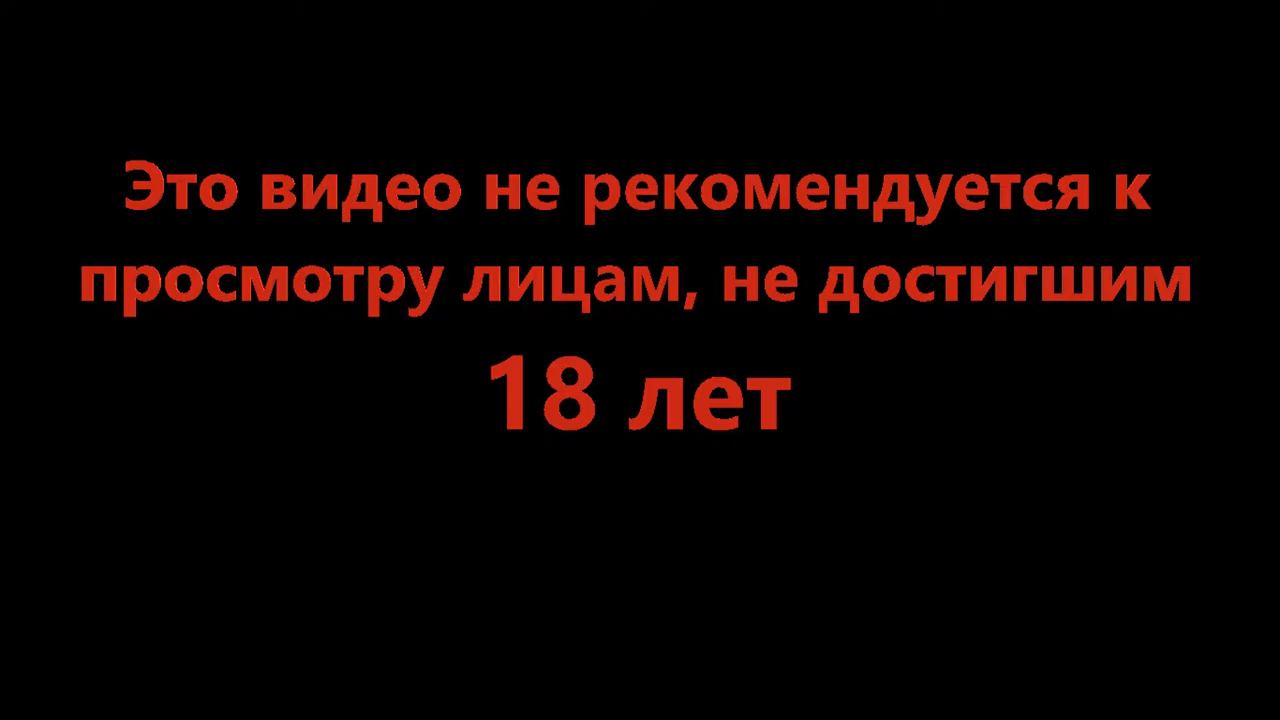 Это видео не рекомендуется к
просмотру лицам, не достигшим
18 лет